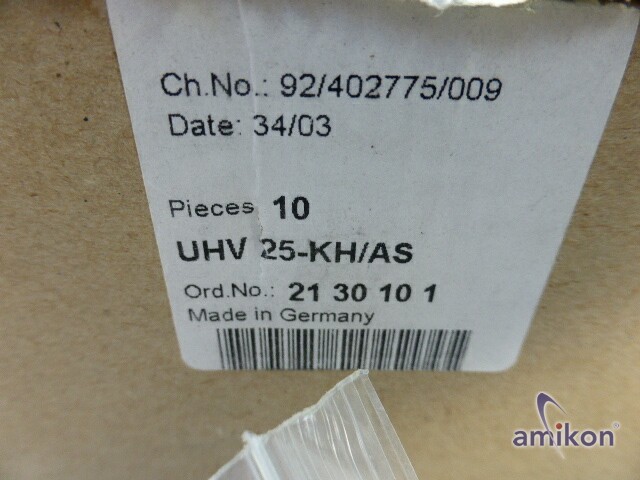 Ch.No.: 92/402775/009
Date: 34/03
Pieces 10
UHV 25-KH/AS
Ord.No.: 21 30 10 1
Made in Germany
amikon®